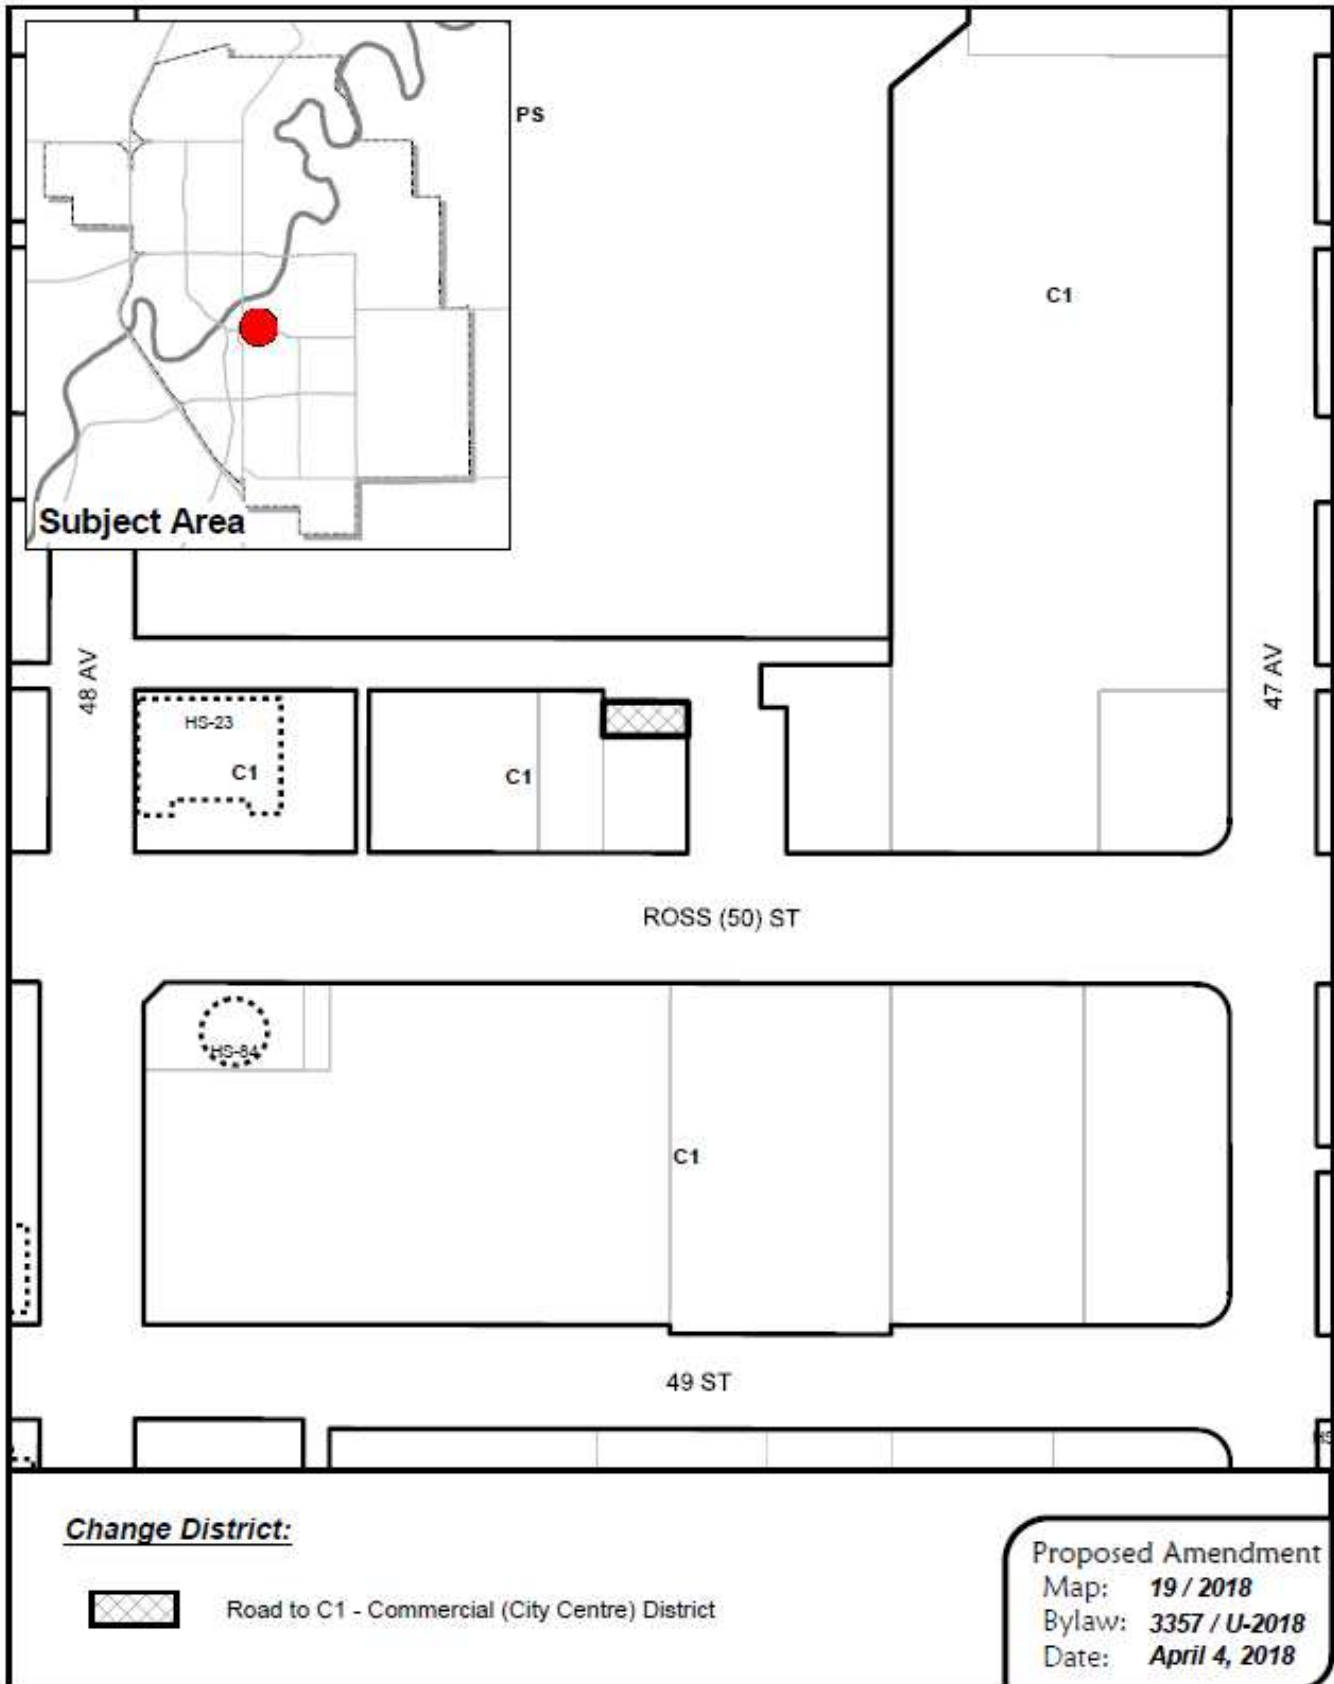 PS
C1
Subject Area
48 AV
47 AV
HS-23
C1
C1
ROSS (50) ST
HS-84
C1
49 ST
Change District:
Road to C1 - Commercial (City Centre) District
Proposed Amendment
Map: 19 / 2018
Bylaw: 3357 / U-2018
Date: April 4, 2018